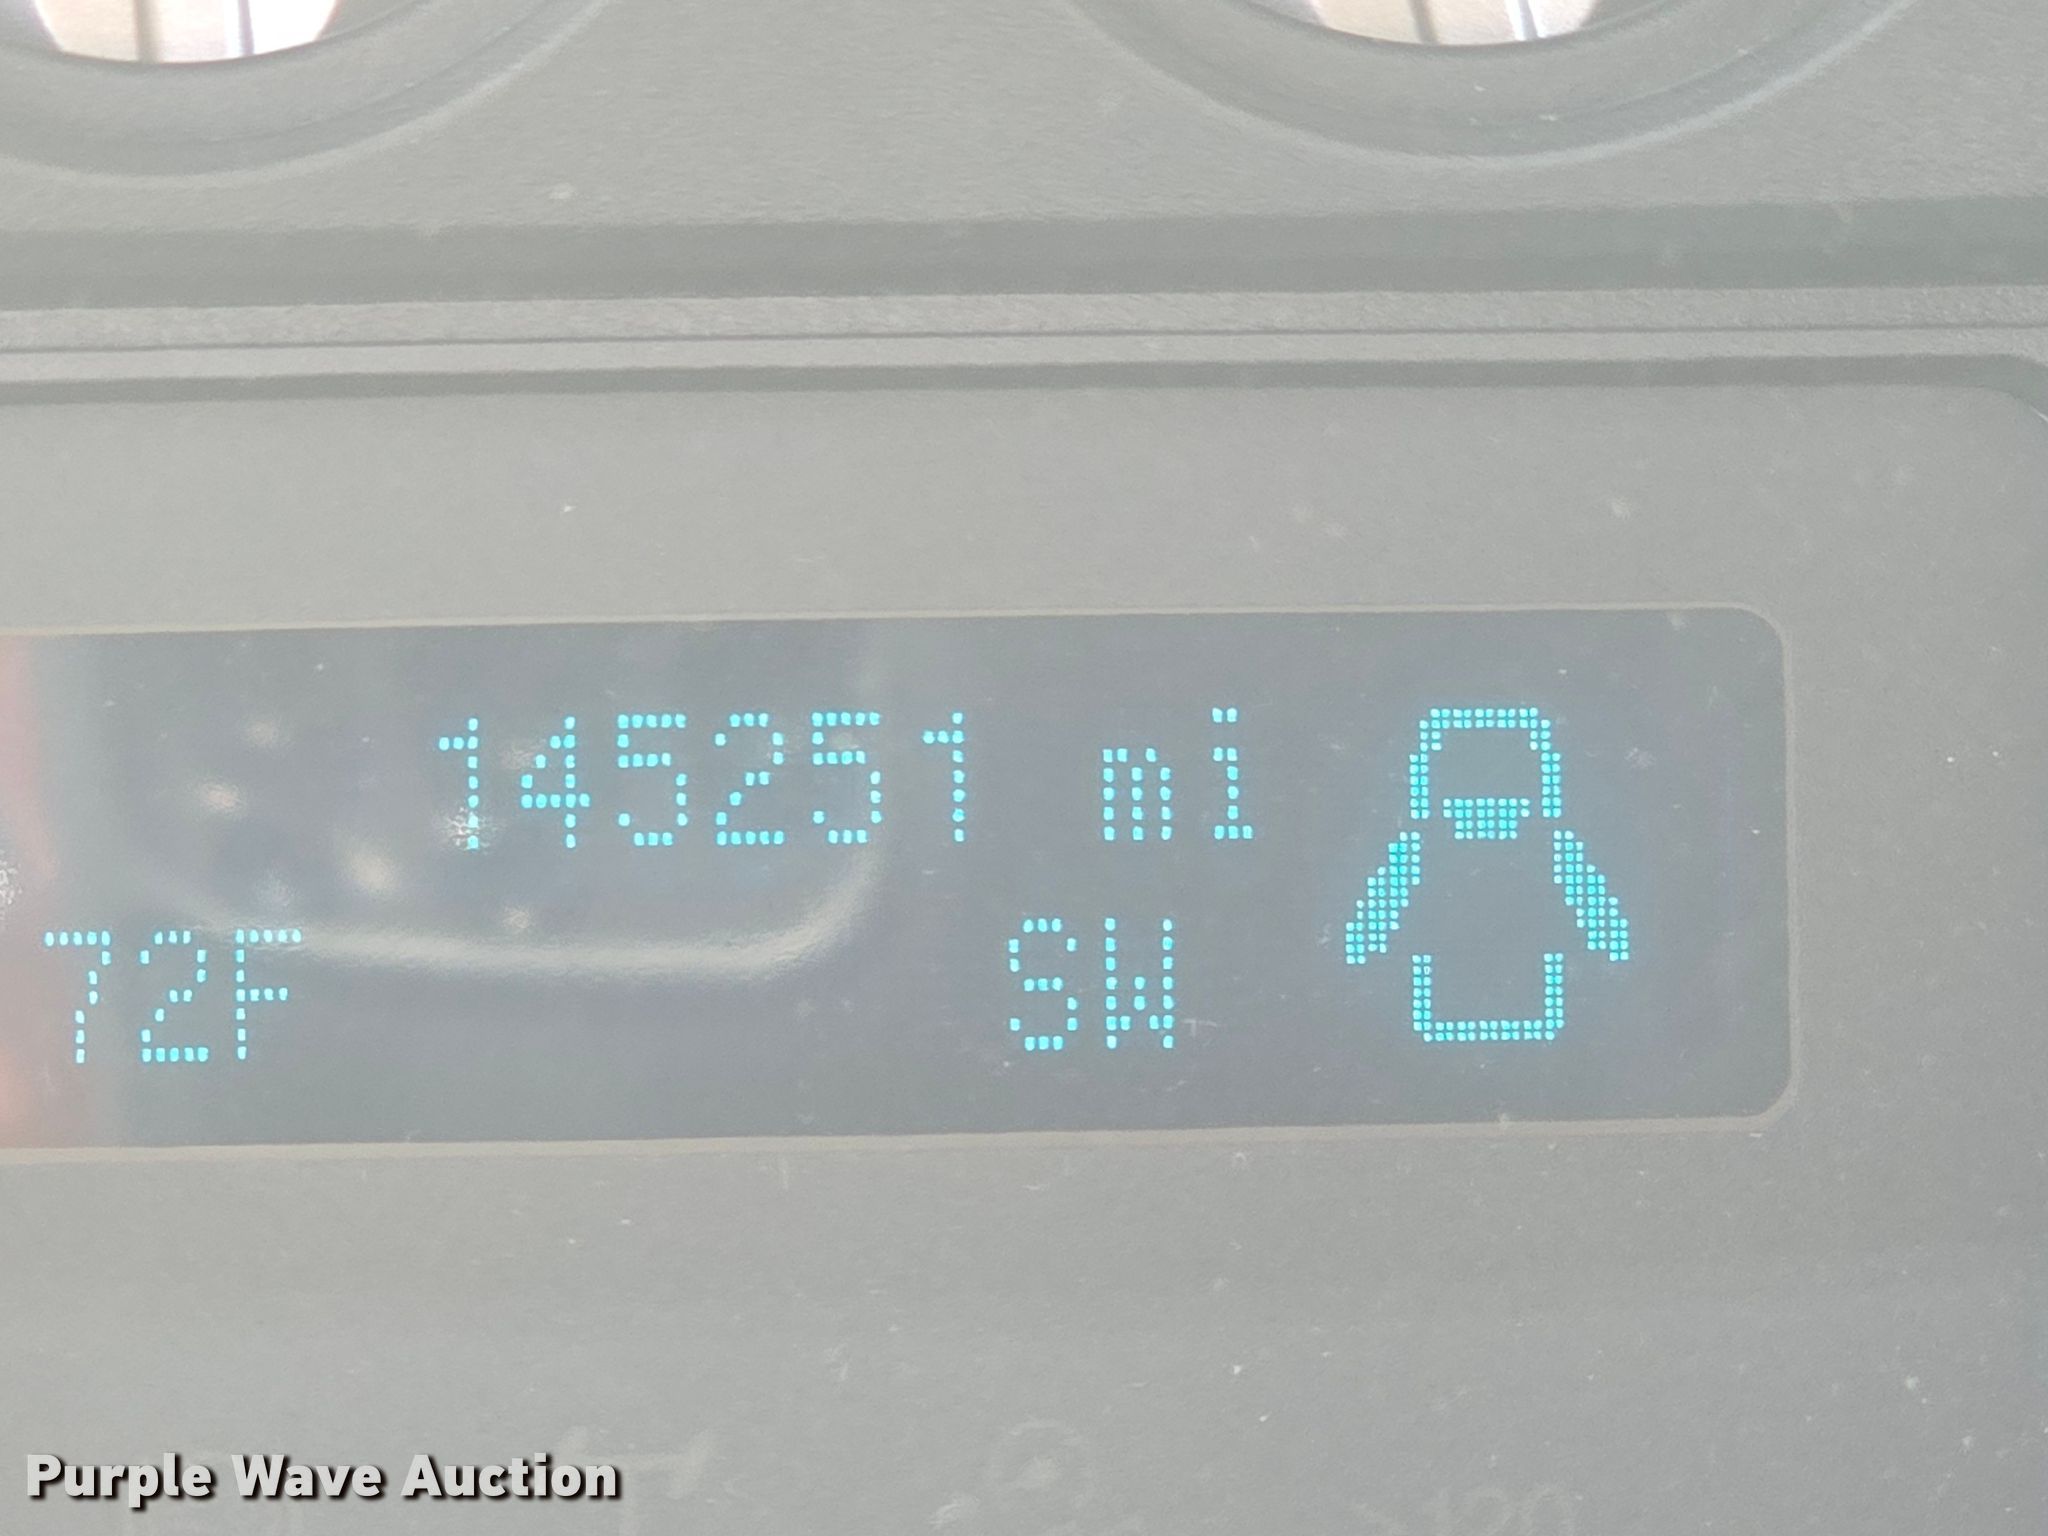 145251 mi
72F SW
Purple Wave Auction